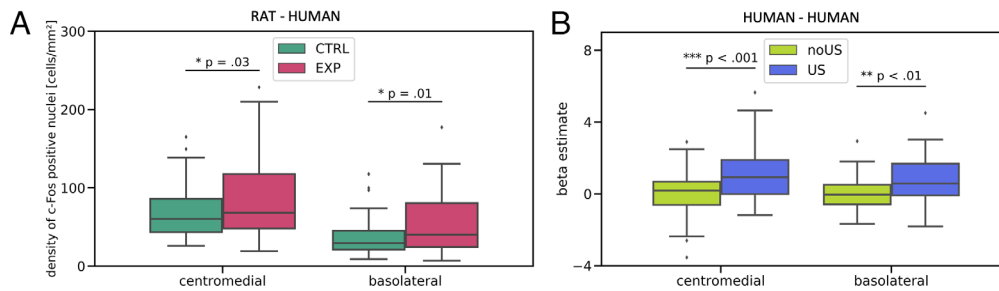 A
RAT - HUMAN
density of c-Fos positive nuclei [cells/mm²]
300
200
100
0
CTRL
EXP
* p = .03
* p = .01
centromedial
basolateral
B
HUMAN - HUMAN
beta estimate
8
4
0
−4
noUS
US
*** p < .001
** p < .01
centromedial
basolateral